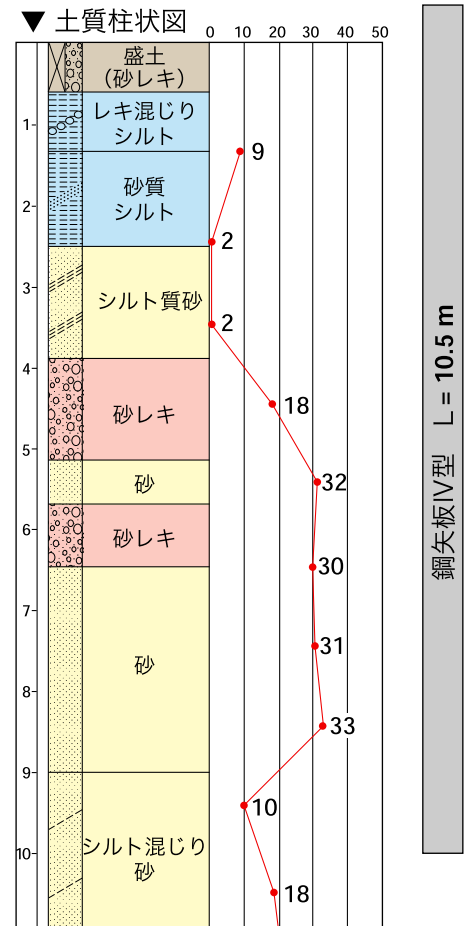 ▼ 土質柱状図
0 10 20 30 40 50
盛土
（砂レキ）
レキ混じり
シルト
1
9
砂質
シルト
2
2
シルト質砂
3
2
4
砂レキ
18
5
砂
32
6
砂レキ
30
7
31
砂
8
33
9
10
シルト混じり
砂
10
18
鋼矢板Ⅳ型 L = 10.5 m